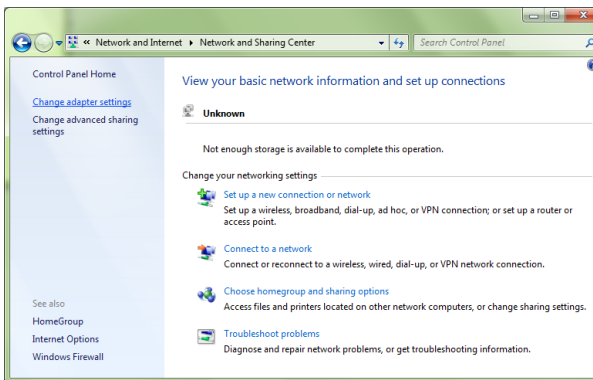 « Network and Internet ▸ Network and Sharing Center
Search Control Panel
Control Panel Home
Change adapter settings
Change advanced sharing
settings
See also
HomeGroup
Internet Options
Windows Firewall
View your basic network information and set up connections
Unknown
Not enough storage is available to complete this operation.
Change your networking settings
Set up a new connection or network
Set up a wireless, broadband, dial-up, ad hoc, or VPN connection; or set up a router or
access point.
Connect to a network
Connect or reconnect to a wireless, wired, dial-up, or VPN network connection.
Choose homegroup and sharing options
Access files and printers located on other network computers, or change sharing settings.
Troubleshoot problems
Diagnose and repair network problems, or get troubleshooting information.